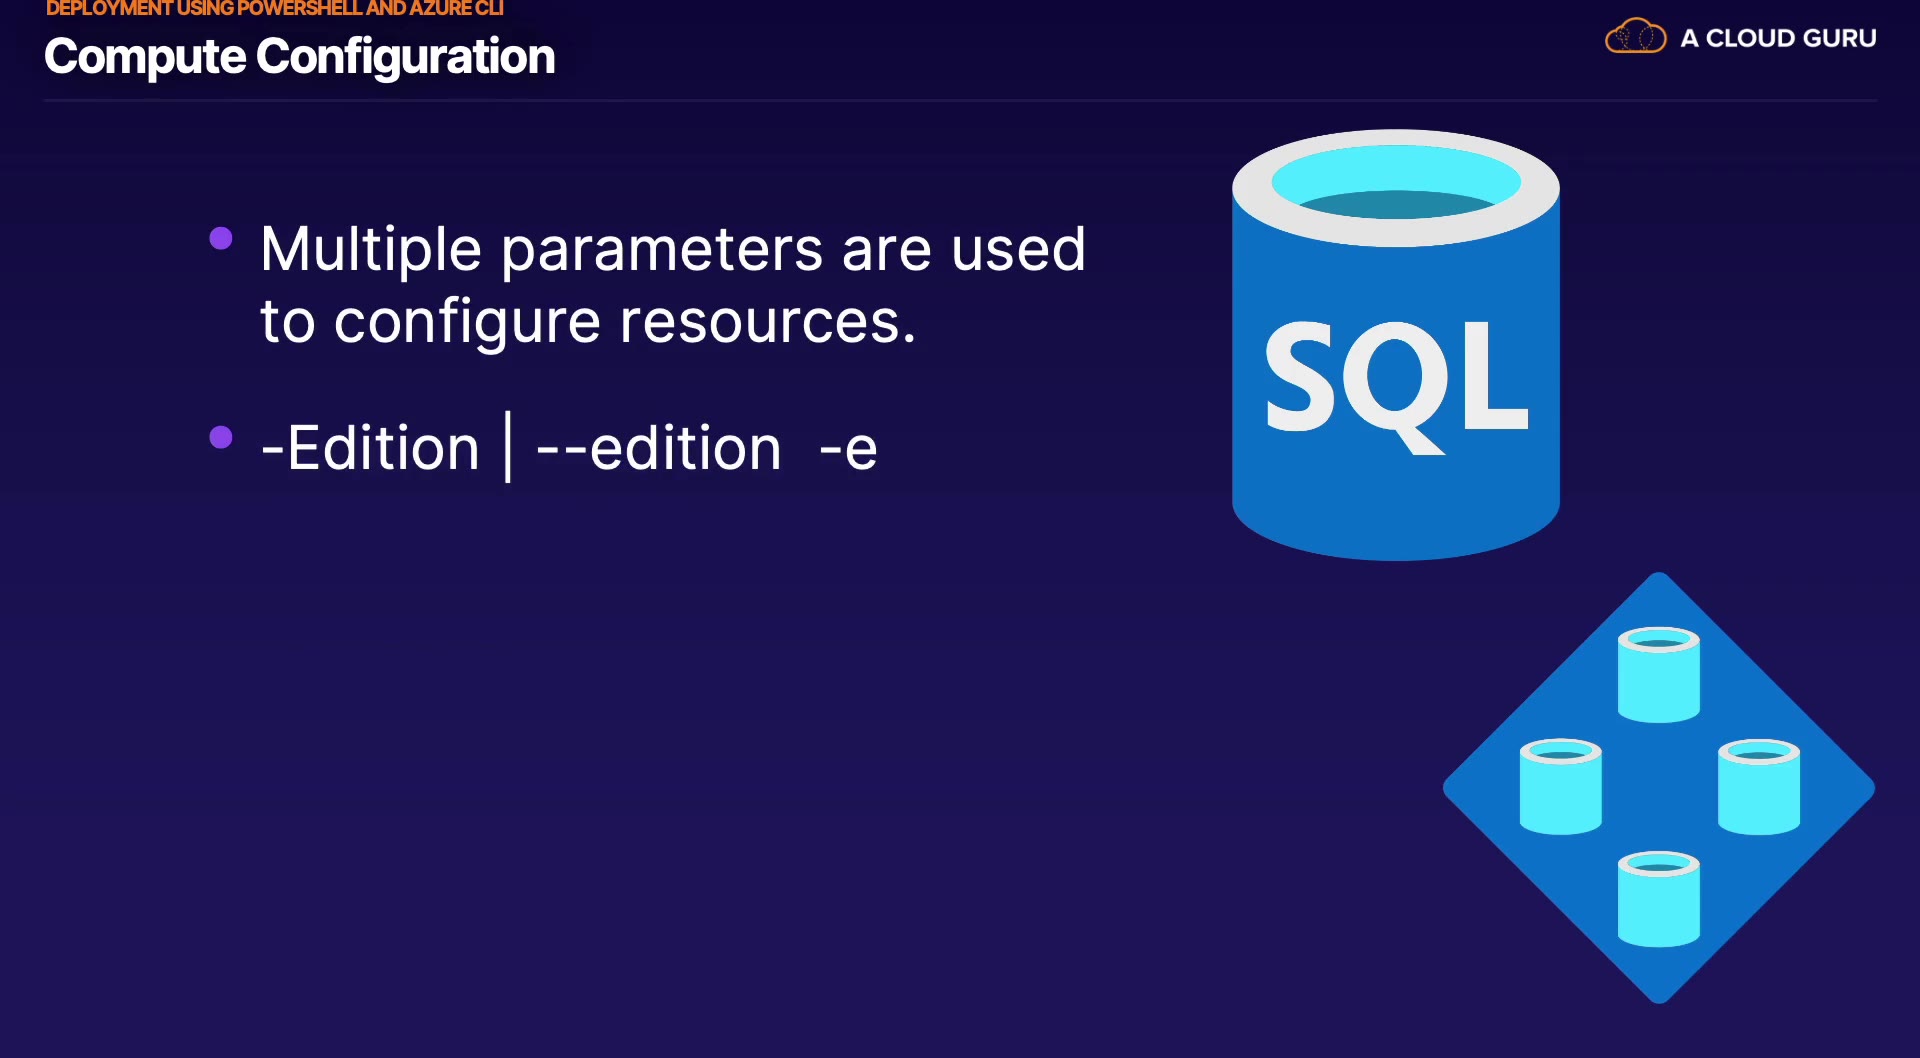 DEPLOYMENT USING POWERSHELL AND AZURE CLI
Compute Configuration
A CLOUD GURU
Multiple parameters are used
to configure resources.
-Edition | --edition -e
SQL